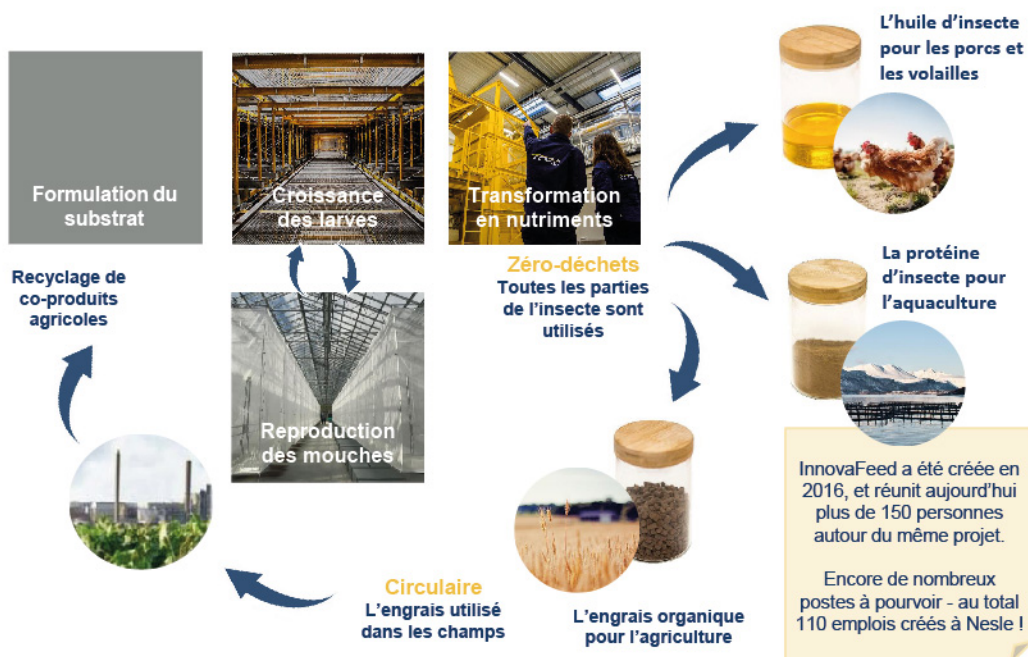 Formulation du
substrat
Croissance
des larves
Transformation
en nutriments
L'huile d'insecte
pour les porcs et
les volailles
Recyclage de
co-produits
agricoles
Zéro-déchets
Toutes les parties
de l'insecte sont
utilisés
La protéine
d'insecte pour
l'aquaculture
Reproduction
des mouches
InnovaFeed a été créée en
2016, et réunit aujourd'hui
plus de 150 personnes
autour du même projet.
Encore de nombreux
postes à pourvoir - au total
110 emplois créés à Nesle !
Circulaire
L'engrais utilisé
dans les champs
L'engrais organique
pour l'agriculture